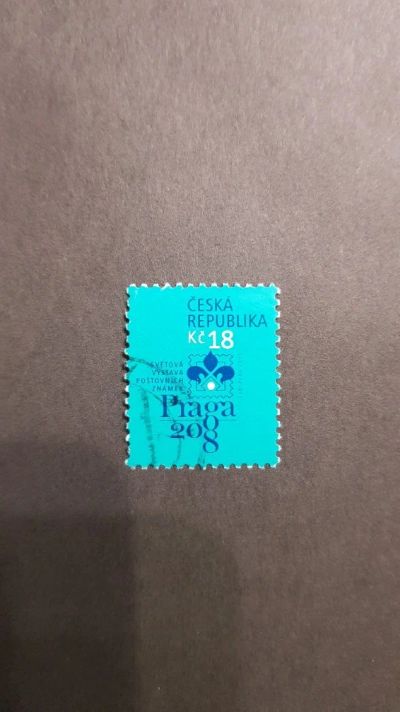 ČESKÁ
REPUBLIKA
Kč 18
SVĚTOVÁ
VÝSTAVA
POŠTOVNÍCH
ZNÁMEK
Praga
2008